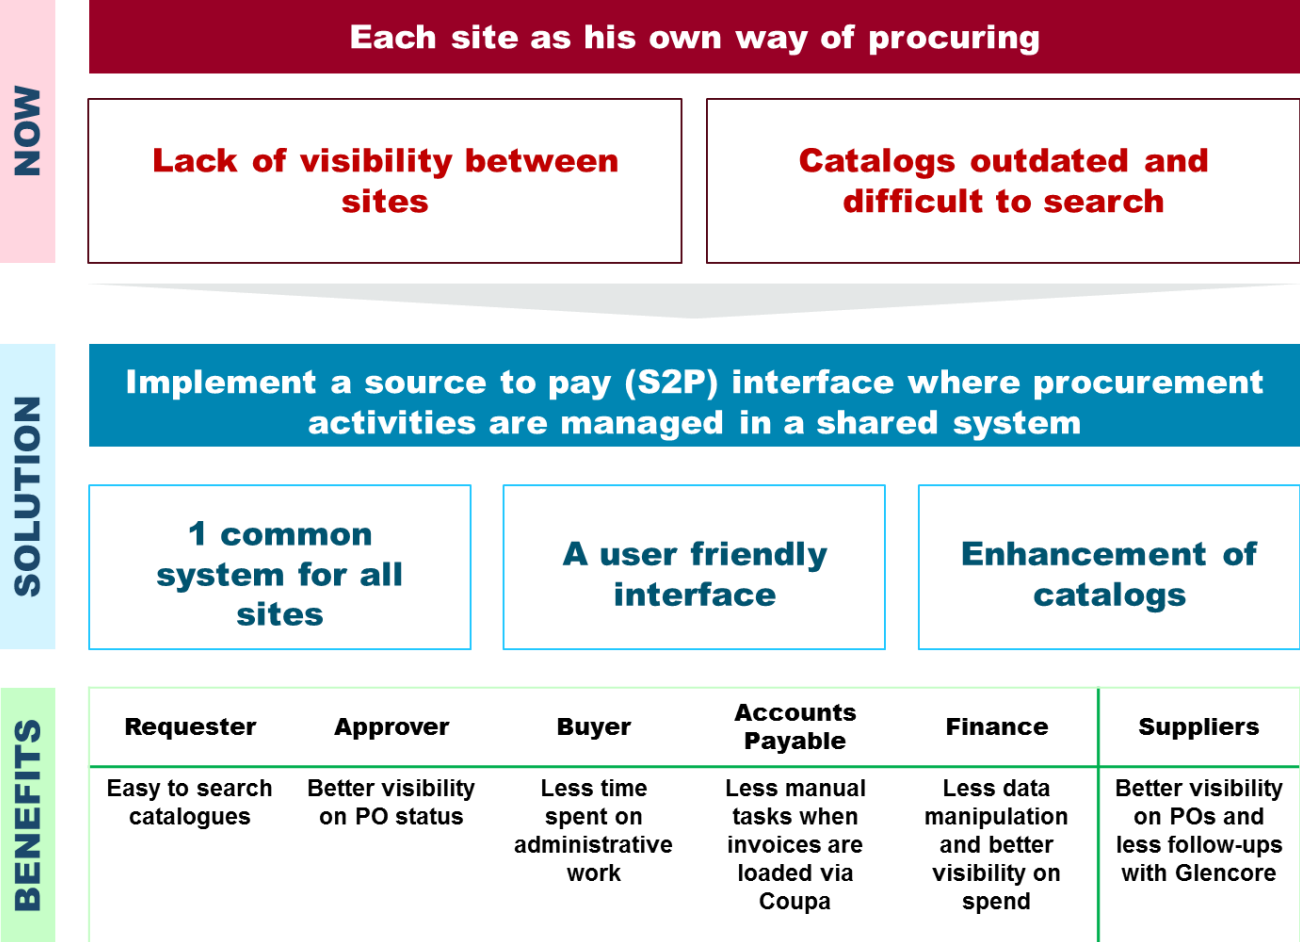 NOW
Each site as his own way of procuring
Lack of visibility between
sites
Catalogs outdated and
difficult to search
SOLUTION
Implement a source to pay (S2P) interface where procurement
activities are managed in a shared system
1 common
system for all
sites
A user friendly
interface
Enhancement of
catalogs
BENEFITS
Requester
Approver
Buyer
Accounts
Payable
Finance
Suppliers
Easy to search
catalogues
Better visibility
on PO status
Less time
spent on
administrative
work
Less manual
tasks when
invoices are
loaded via
Coupa
Less data
manipulation
and better
visibility on
spend
Better visibility
on POs and
less follow-ups
with Glencore